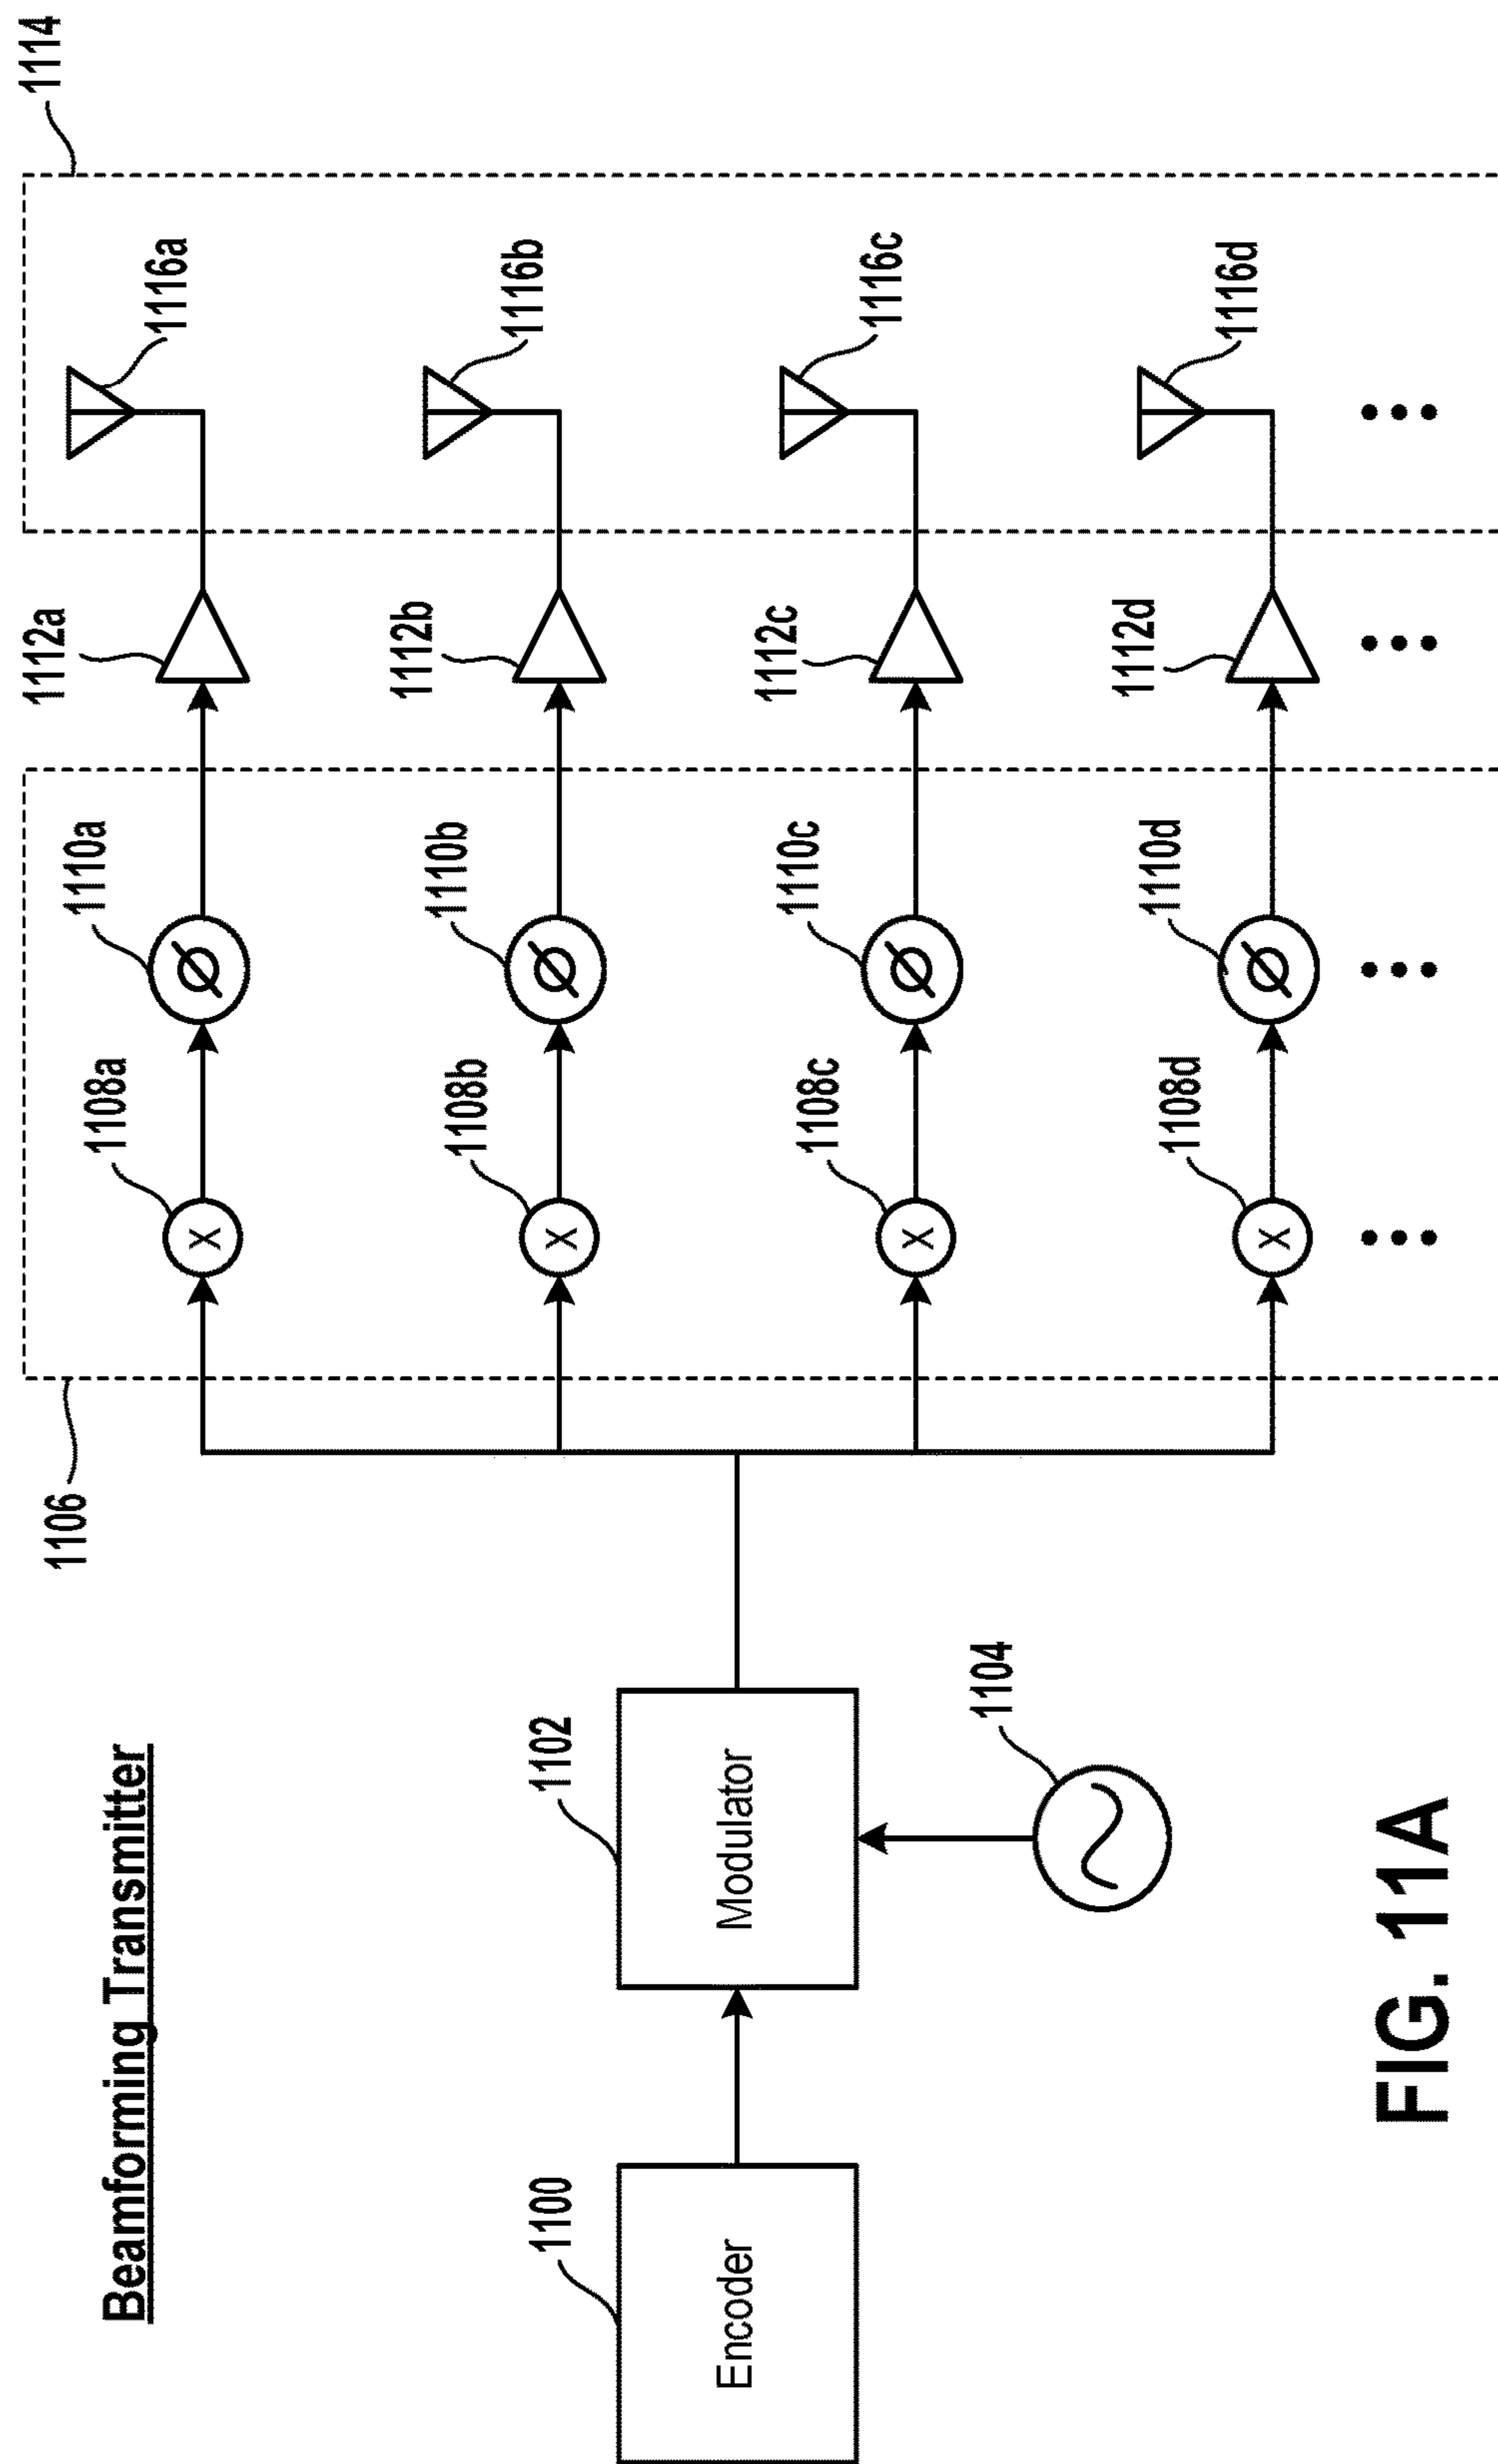 Beamforming Transmitter
1100
Encoder
1102
Modulator
1104
1106
1108a
1110a
1112a
1116a
1114
1108b
1110b
1112b
1116b
1108c
1110c
1112c
1116c
1108d
1110d
1112d
1116d
X
X
X
X
Ø
Ø
Ø
Ø
FIG. 11A